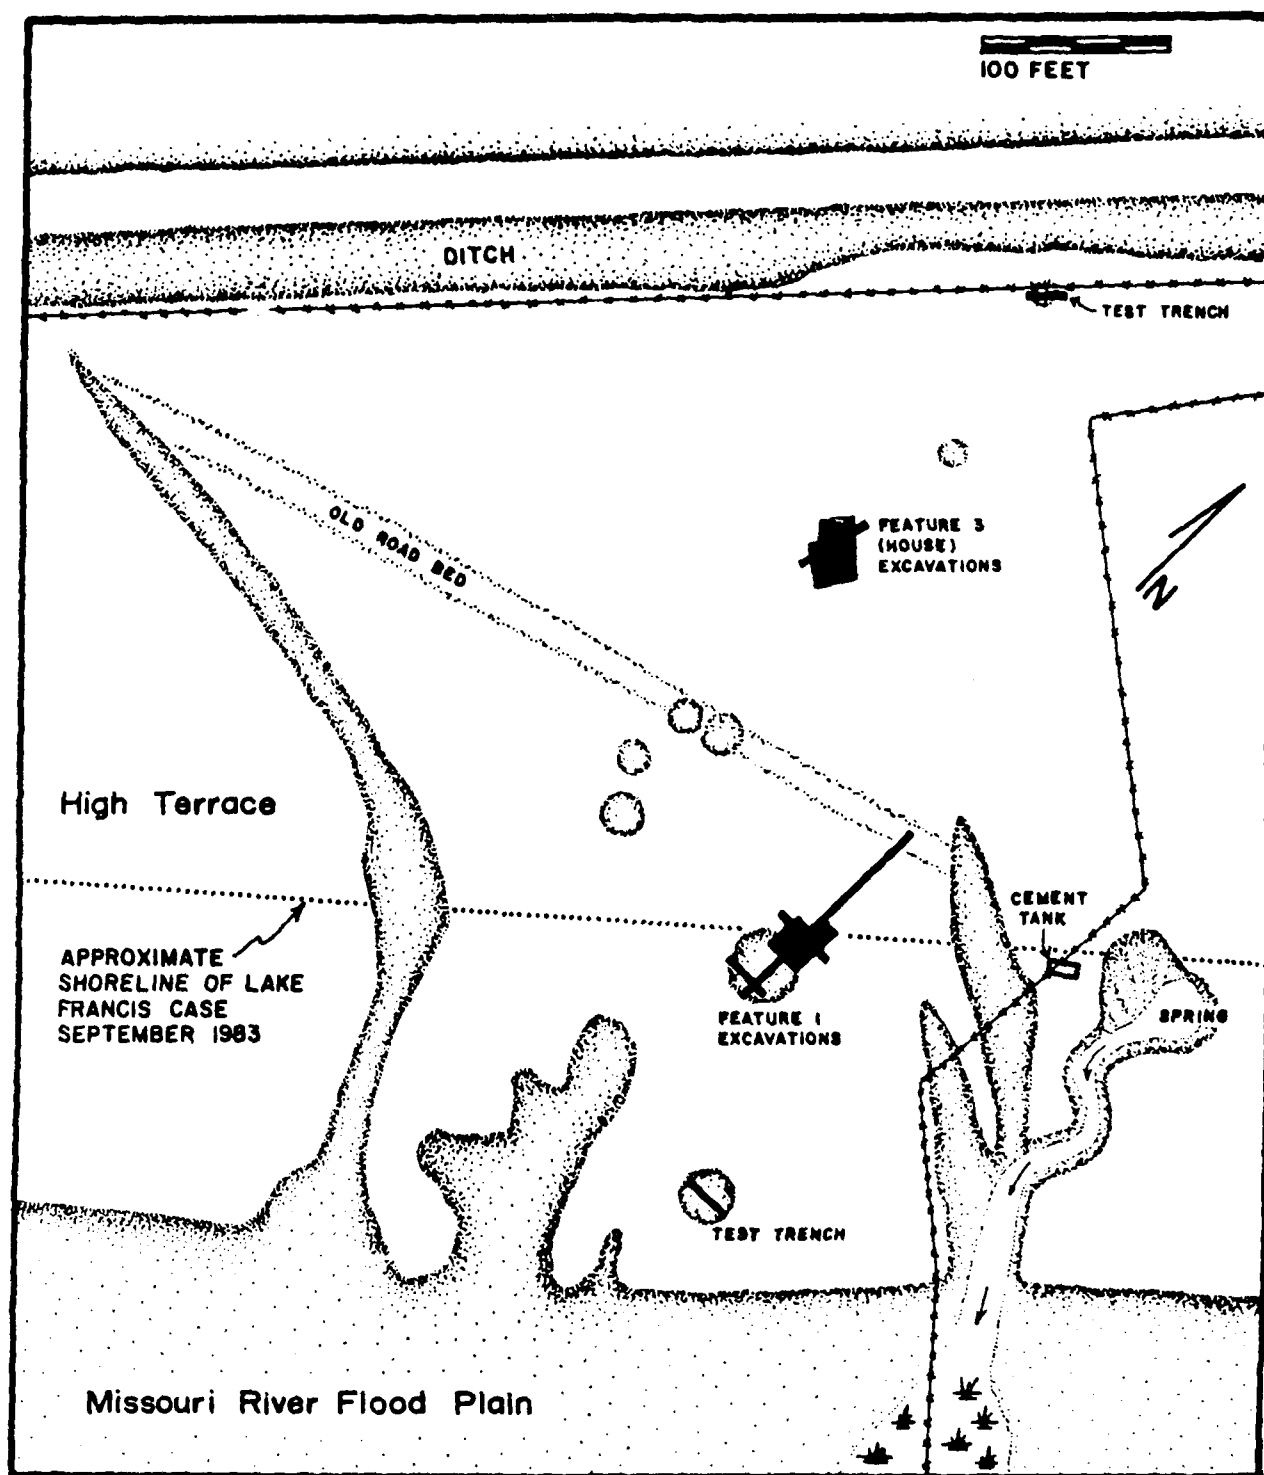 100 FEET
DITCH
TEST TRENCH
OLD ROAD BED
FEATURE 3
(HOUSE)
EXCAVATIONS
N
High Terrace
CEMENT
TANK
APPROXIMATE
SHORELINE OF LAKE
FRANCIS CASE
SEPTEMBER 1983
SPRING
FEATURE 1
EXCAVATIONS
TEST TRENCH
Missouri River Flood Plain